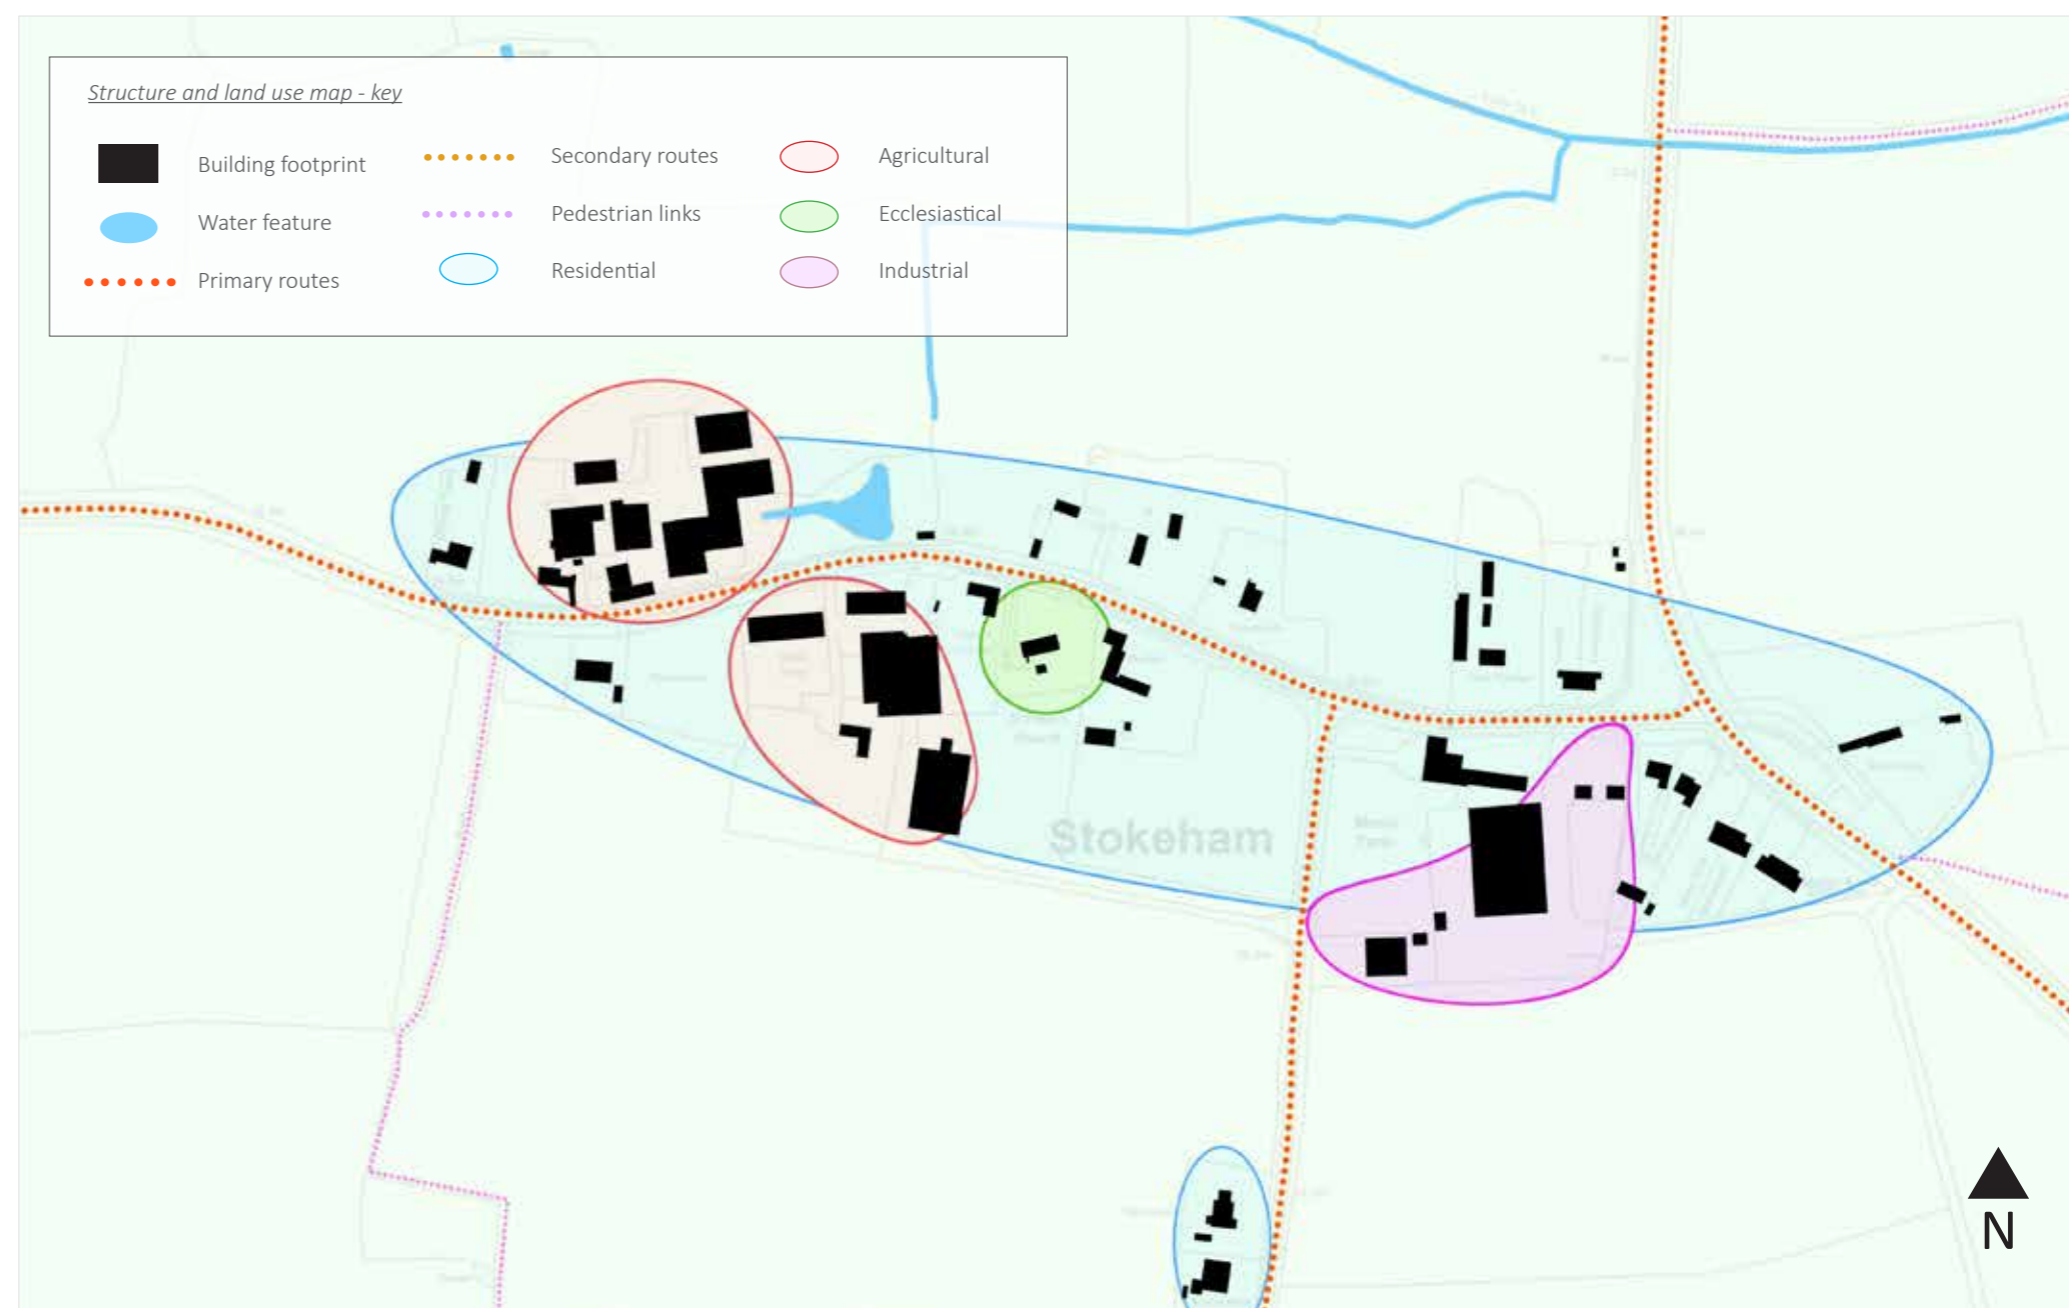 Structure and land use map - key
Building footprint
Secondary routes
Agricultural
Water feature
Pedestrian links
Ecclesiastical
Primary routes
Residential
Industrial
Stokeham
N